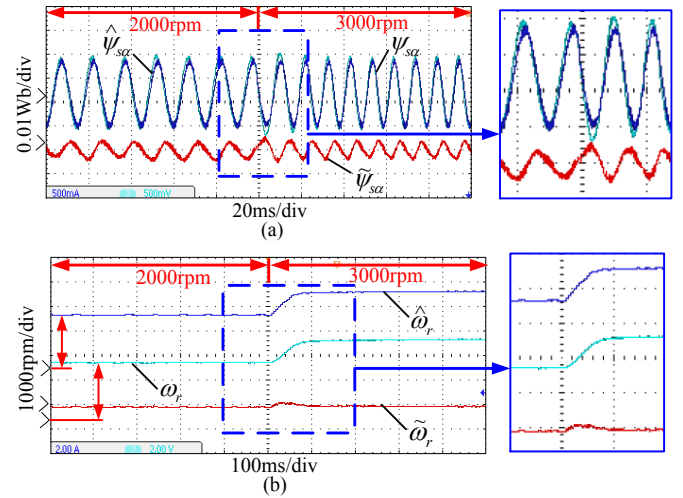 2000rpm
3000rpm
ψ̂sα
ψsα
0.01Wb/div
ψ̃sα
500mA
500mV
20ms/div
(a)
2000rpm
3000rpm
ω̂r
1000rpm/div
ωr
ω̃r
2.00 A
2.00 V
100ms/div
(b)